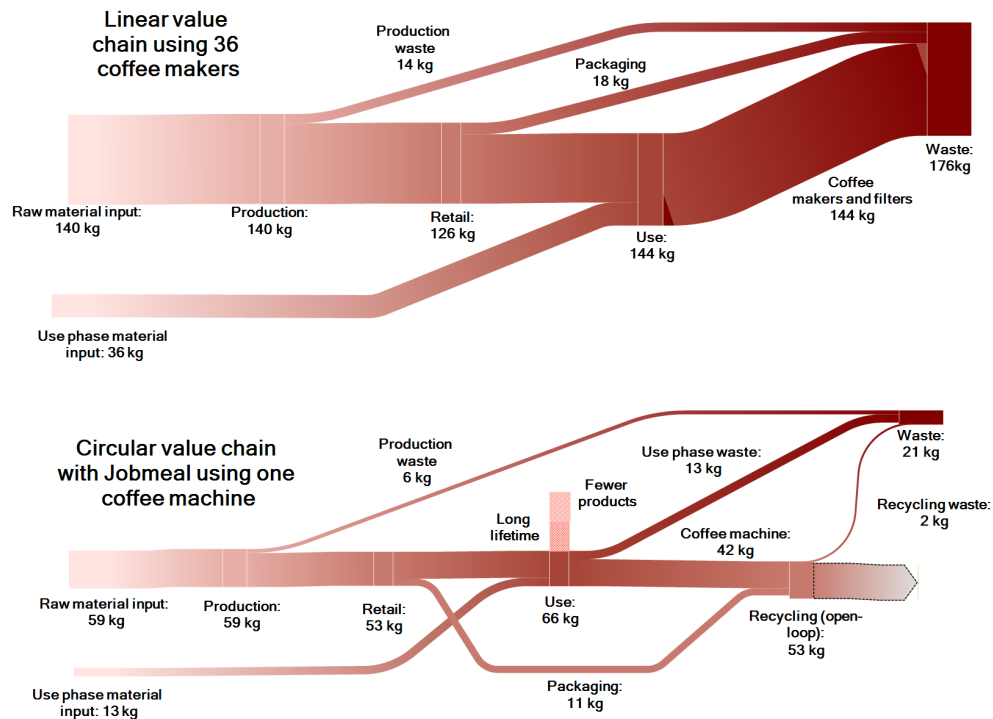 Linear value
chain using 36
coffee makers
Production
waste
14 kg
Packaging
18 kg
Waste:
176kg
Coffee
makers and filters
144 kg
Raw material input:
140 kg
Production:
140 kg
Retail:
126 kg
Use:
144 kg
Use phase material
input: 36 kg
Circular value chain
with Jobmeal using one
coffee machine
Production
waste
6 kg
Use phase waste:
13 kg
Waste:
21 kg
Fewer
products
Long
lifetime
Recycling waste:
2 kg
Coffee machine:
42 kg
Raw material input:
59 kg
Production:
59 kg
Retail:
53 kg
Use:
66 kg
Recycling (open-
loop):
53 kg
Use phase material
input: 13 kg
Packaging:
11 kg